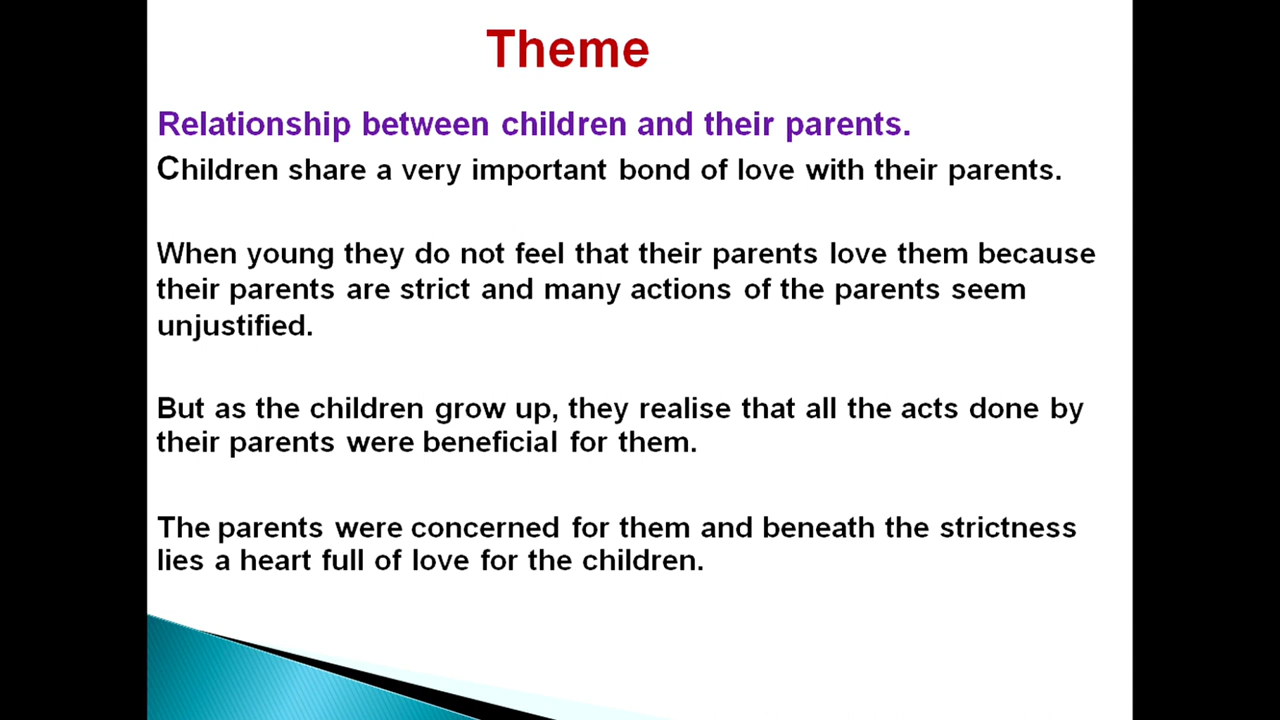 Theme
Relationship between children and their parents.
Children share a very important bond of love with their parents.
When young they do not feel that their parents love them because
their parents are strict and many actions of the parents seem
unjustified.
But as the children grow up, they realise that all the acts done by
their parents were beneficial for them.
The parents were concerned for them and beneath the strictness
lies a heart full of love for the children.